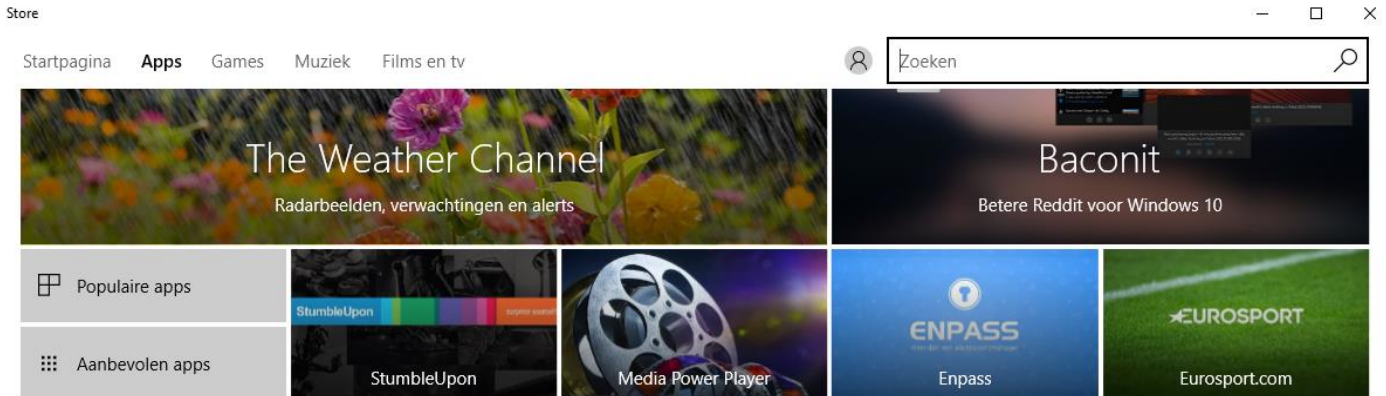 Store
Startpagina Apps Games Muziek Films en tv
Zoeken
The Weather Channel
Radarbeelden, verwachtingen en alerts
Baconit
Betere Reddit voor Windows 10
Populaire apps
Aanbevolen apps
StumbleUpon
StumbleUpon
Media Power Player
ENPASS
Enpass
EUROSPORT
Eurosport.com